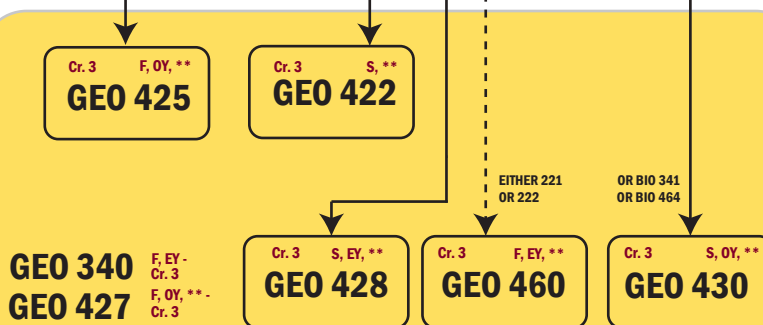 Cr. 3 F, OY, **
GEO 425
Cr. 3 S, **
GEO 422
EITHER 221
OR 222
OR BIO 341
OR BIO 464
GEO 340 F, EY -
Cr. 3
GEO 427 F, OY, ** -
Cr. 3
Cr. 3 S, EY, **
GEO 428
Cr. 3 F, EY, **
GEO 460
Cr. 3 S, OY, **
GEO 430